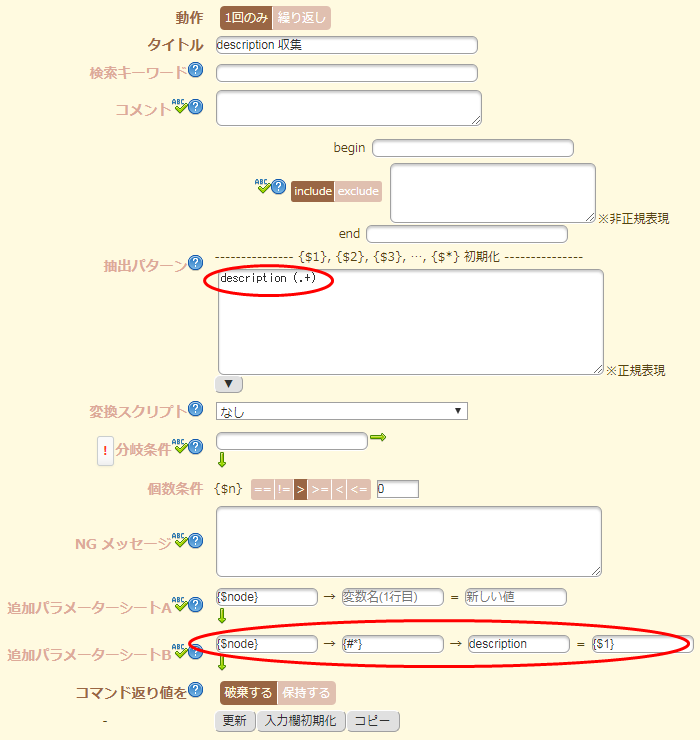 動作 1回のみ 繰り返し
タイトル description 収集
検索キーワード ?
コメント ABC ?
begin
ABC ? include exclude ※非正規表現
end
抽出パターン ? ---------------- {$1}, {$2}, {$3}, …, {$*} 初期化 ----------------
description (.+)
※正規表現
▼
変換スクリプト ? なし ▼
! 分岐条件 ABC ?
個数条件 {$n} == != > >= < <= 0
NG メッセージ ABC ?
追加パラメーターシートA ABC ? {$node} → 変数名(1行目) = 新しい値
追加パラメーターシートB ABC ? {$node} → {#*} → description = {$1}
コマンド返り値を ? 破棄する 保持する
- 更新 入力欄初期化 コピー